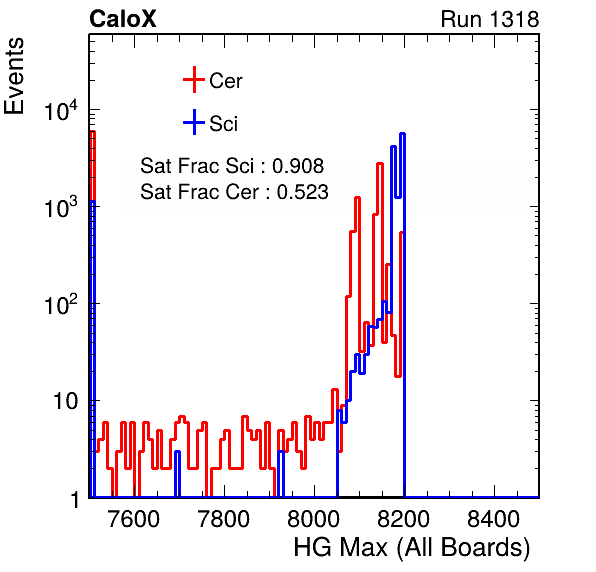 CaloX Run 1318
Events
Cer
Sci
Sat Frac Sci : 0.908
Sat Frac Cer : 0.523
10^4
10^3
10^2
10
1
7600 7800 8000 8200 8400
HG Max (All Boards)